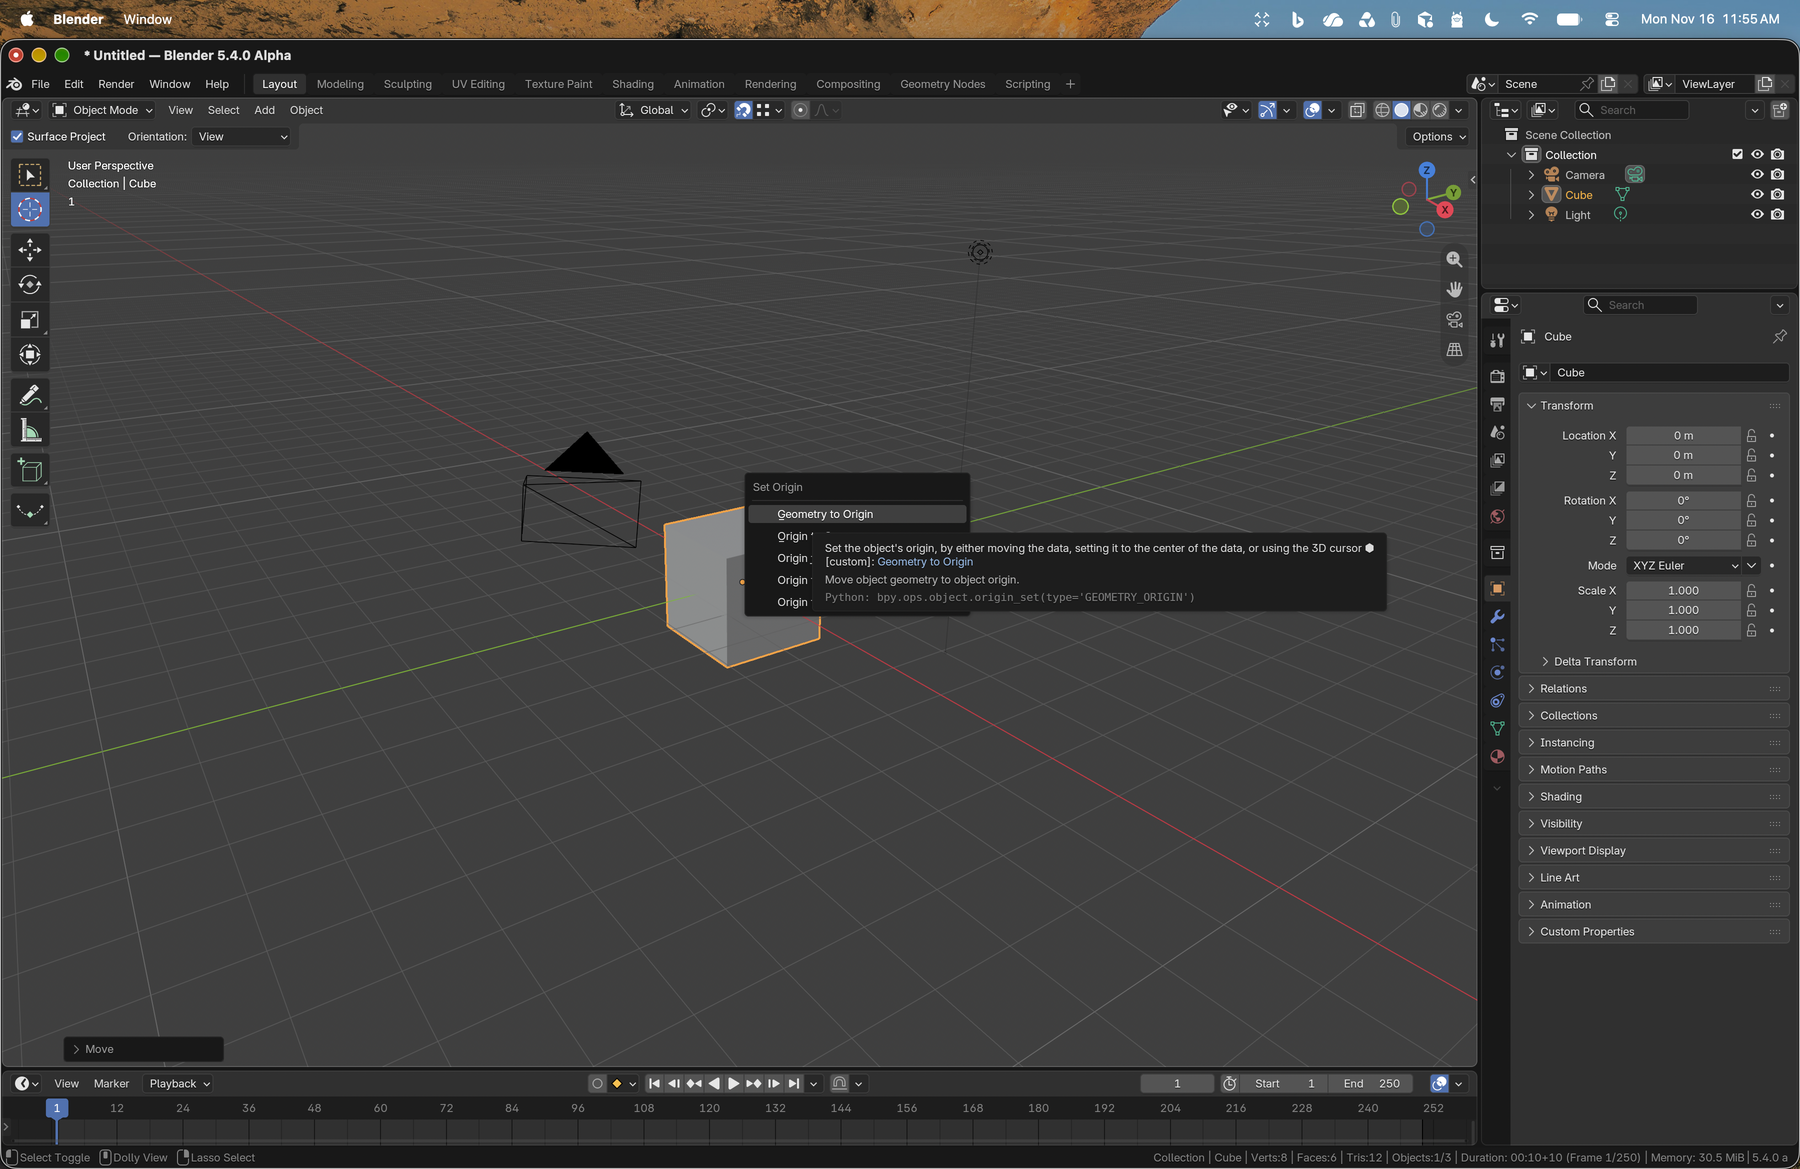 Blender Window Mon Nov 16 11:55 AM
* Untitled — Blender 5.4.0 Alpha
File Edit Render Window Help Layout Modeling Sculpting UV Editing Texture Paint Shading Animation Rendering Compositing Geometry Nodes Scripting + Scene ViewLayer
Object Mode View Select Add Object Global Search
Surface Project Orientation: View Options
User Perspective
Collection | Cube
1
Z
Y
X
Scene Collection
Collection
Camera
Cube
Light
Search
Cube
Cube
Transform
Location X 0 m
Y 0 m
Z 0 m
Rotation X 0°
Y 0°
Z 0°
Mode XYZ Euler
Scale X 1.000
Y 1.000
Z 1.000
Delta Transform
Relations
Collections
Instancing
Motion Paths
Shading
Visibility
Viewport Display
Line Art
Animation
Custom Properties
Set Origin
Geometry to Origin
Origin
Origin
Origin
Origin
Set the object's origin, by either moving the data, setting it to the center of the data, or using the 3D cursor
[custom]: Geometry to Origin
Move object geometry to object origin.
Python: bpy.ops.object.origin_set(type='GEOMETRY_ORIGIN')
Move
View Marker Playback 1 Start 1 End 250
1 12 24 36 48 60 72 84 96 108 120 132 144 156 168 180 192 204 216 228 240 252
Select Toggle Dolly View Lasso Select Collection | Cube | Verts:8 | Faces:6 | Tris:12 | Objects:1/3 | Duration: 00:10+10 (Frame 1/250) | Memory: 30.5 MiB | 5.4.0 a